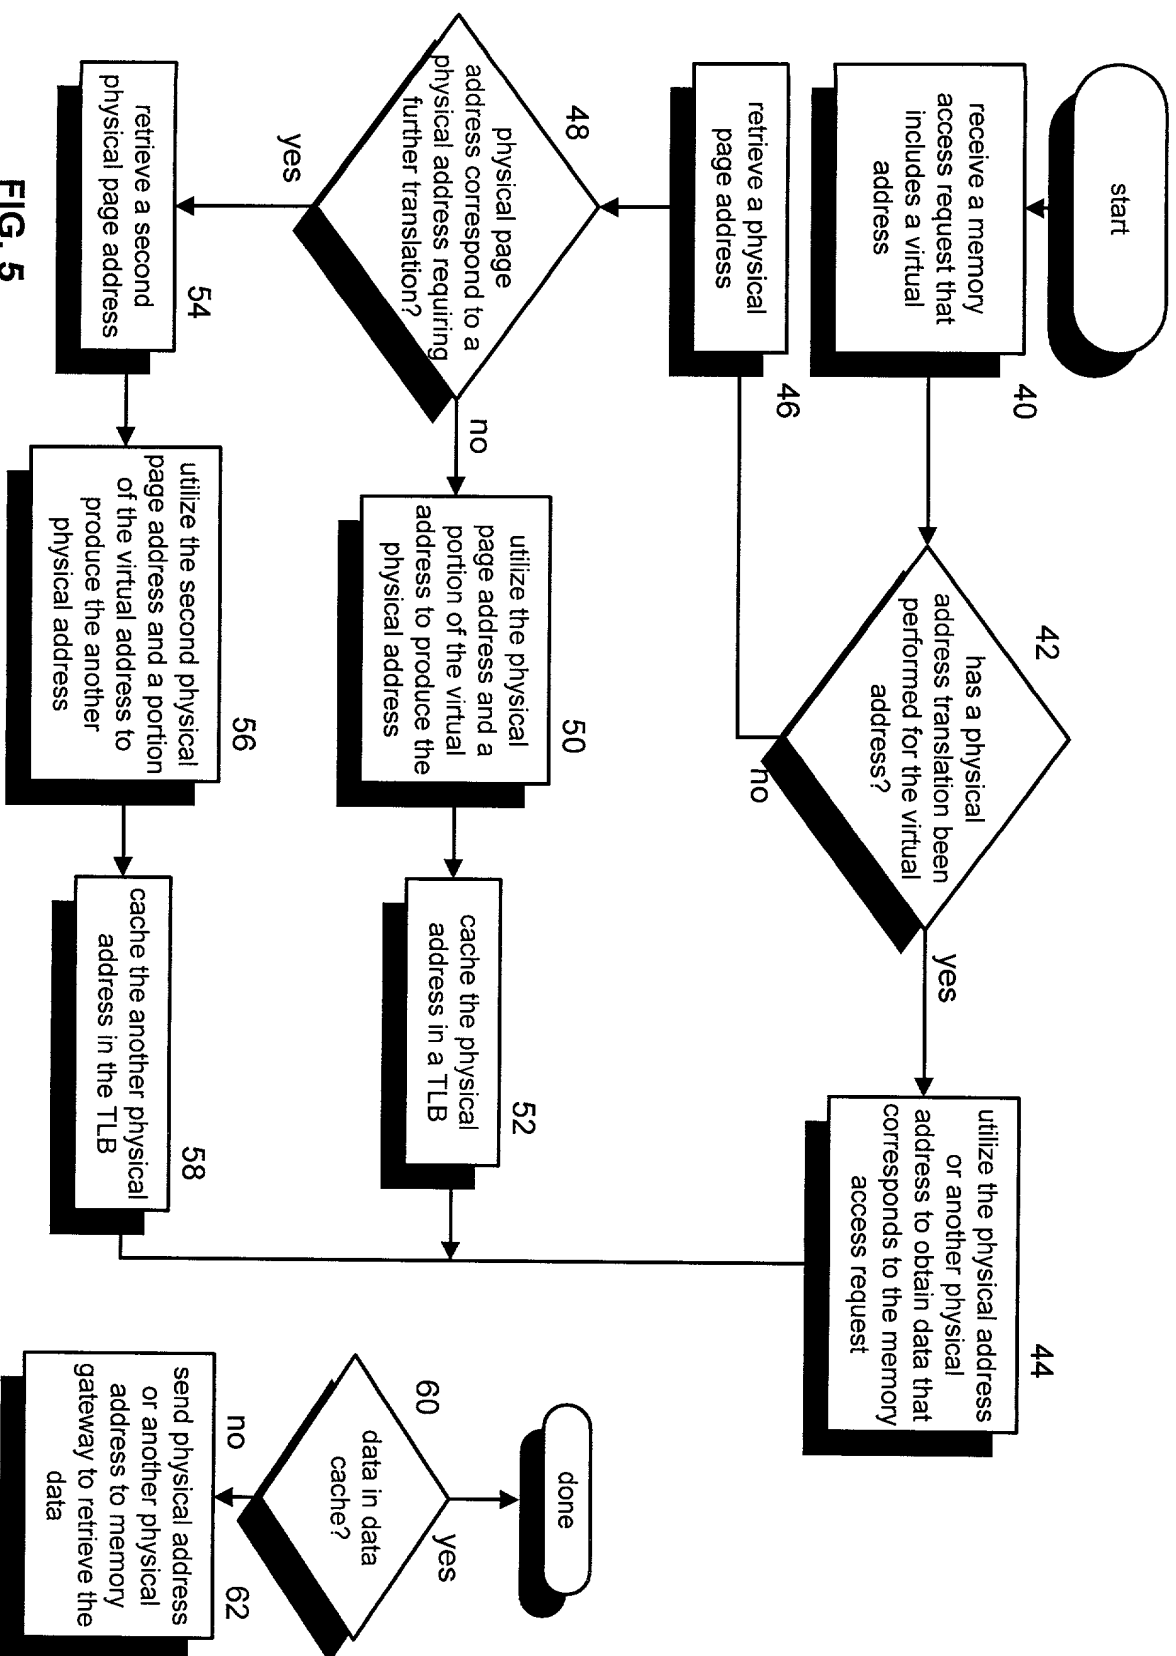 start
receive a memory
access request that
includes a virtual
address
40
has a physical
address translation been
performed for the virtual
address?
42
yes
no
utilize the physical address
or another physical
address to obtain data that
corresponds to the memory
access request
44
retrieve a physical
page address
46
physical page
address correspond to a
physical address requiring
further translation?
48
no
yes
utilize the physical
page address and a
portion of the virtual
address to produce the
physical address
50
cache the physical
address in a TLB
52
retrieve a second
physical page address
54
utilize the second physical
page address and a portion
of the virtual address to
produce the another
physical address
56
cache the another physical
address in the TLB
58
done
data in data
cache?
60
yes
no
send physical address
or another physical
address to memory
gateway to retrieve the
data
62
FIG. 5